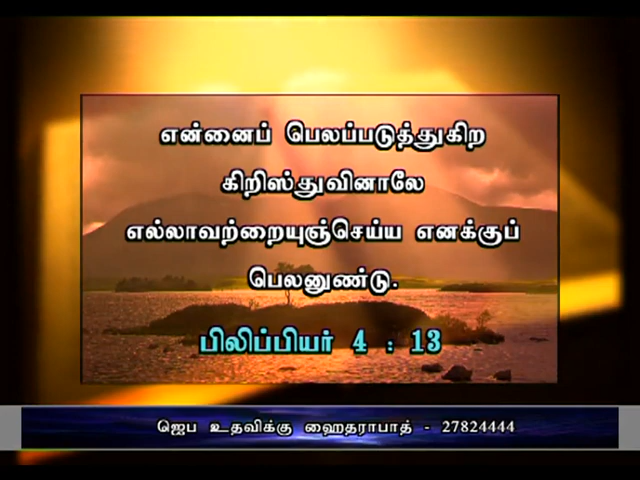 என்னைப் பெலப்படுத்துகிற
கிறிஸ்துவினாலே
எல்லாவற்றையுஞ்செய்ய எனக்குப்
பெலனுண்டு.
பிலிப்பியர் 4 : 13
ஜெப உதவிக்கு ஹைதராபாத் - 27824444